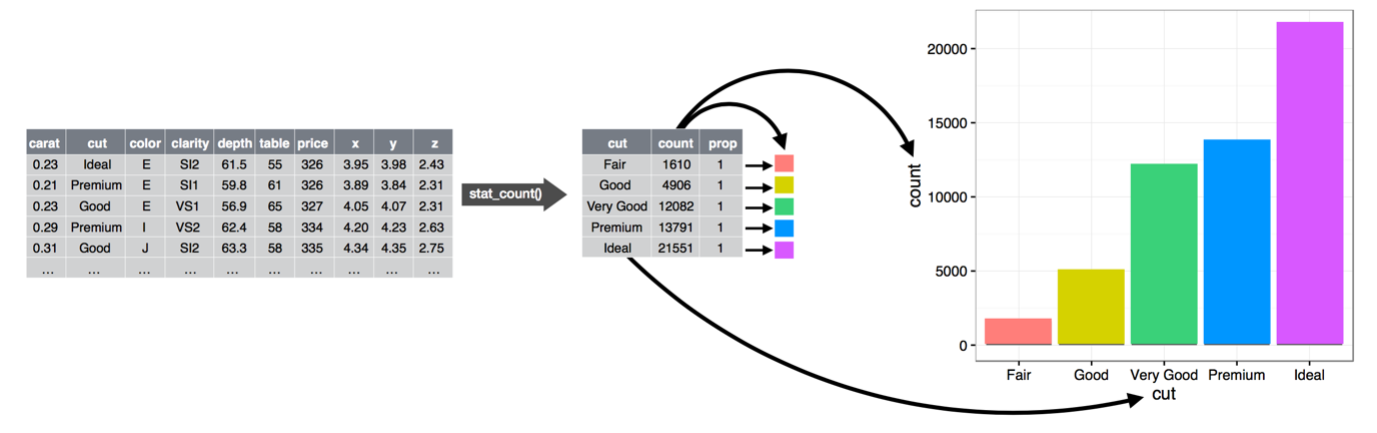 carat cut color clarity depth table price x y z
0.23 Ideal E SI2 61.5 55 326 3.95 3.98 2.43
0.21 Premium E SI1 59.8 61 326 3.89 3.84 2.31
0.23 Good E VS1 56.9 65 327 4.05 4.07 2.31
0.29 Premium I VS2 62.4 58 334 4.20 4.23 2.63
0.31 Good J SI2 63.3 58 335 4.34 4.35 2.75
... ... ... ... ... ... ... ... ... ...
stat_count()
cut count prop
Fair 1610 1
Good 4906 1
Very Good 12082 1
Premium 13791 1
Ideal 21551 1
count
20000
15000
10000
5000
0
Fair Good Very Good Premium Ideal
cut